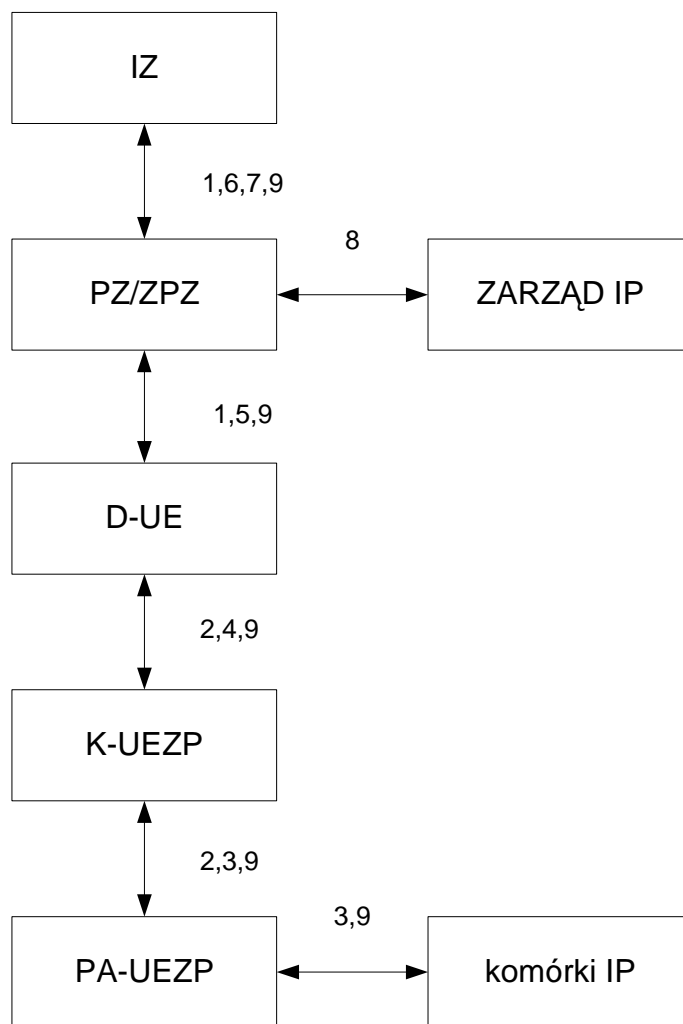 IZ
1,6,7,9
8
PZ/ZPZ
ZARZĄD IP
1,5,9
D-UE
2,4,9
K-UEZP
2,3,9
3,9
PA-UEZP
komórki IP